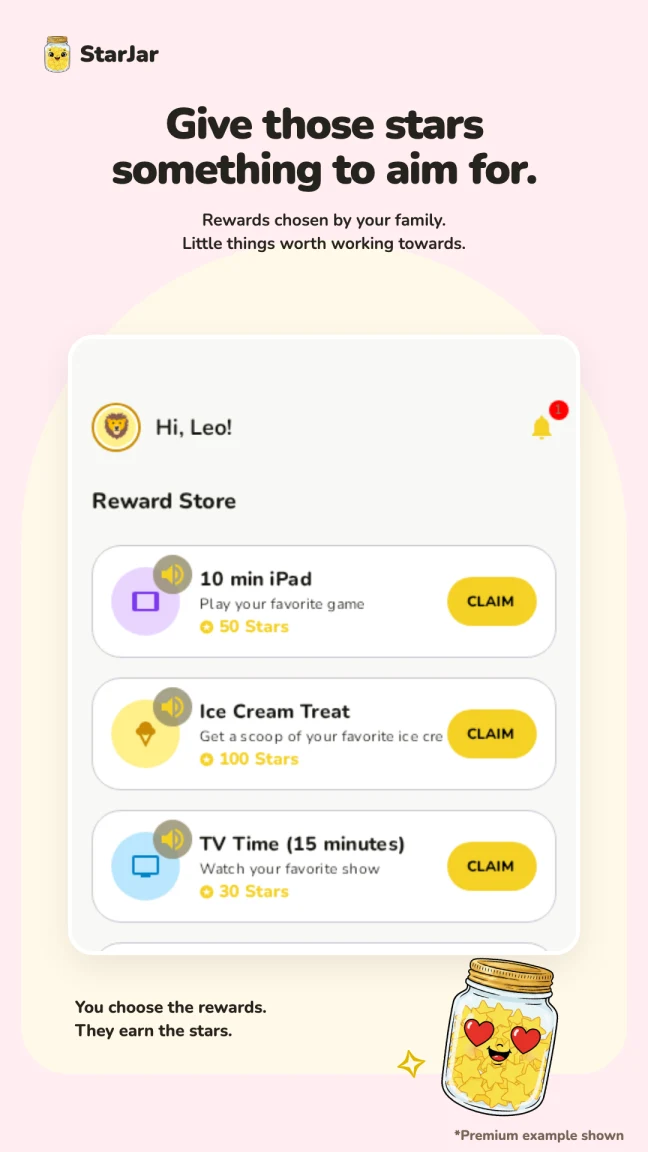 StarJar
Give those stars
something to aim for.
Rewards chosen by your family.
Little things worth working towards.
1
Hi, Leo!
Reward Store
10 min iPad
Play your favorite game
50 Stars
CLAIM
Ice Cream Treat
Get a scoop of your favorite ice cre
100 Stars
CLAIM
TV Time (15 minutes)
Watch your favorite show
30 Stars
CLAIM
You choose the rewards.
They earn the stars.
*Premium example shown